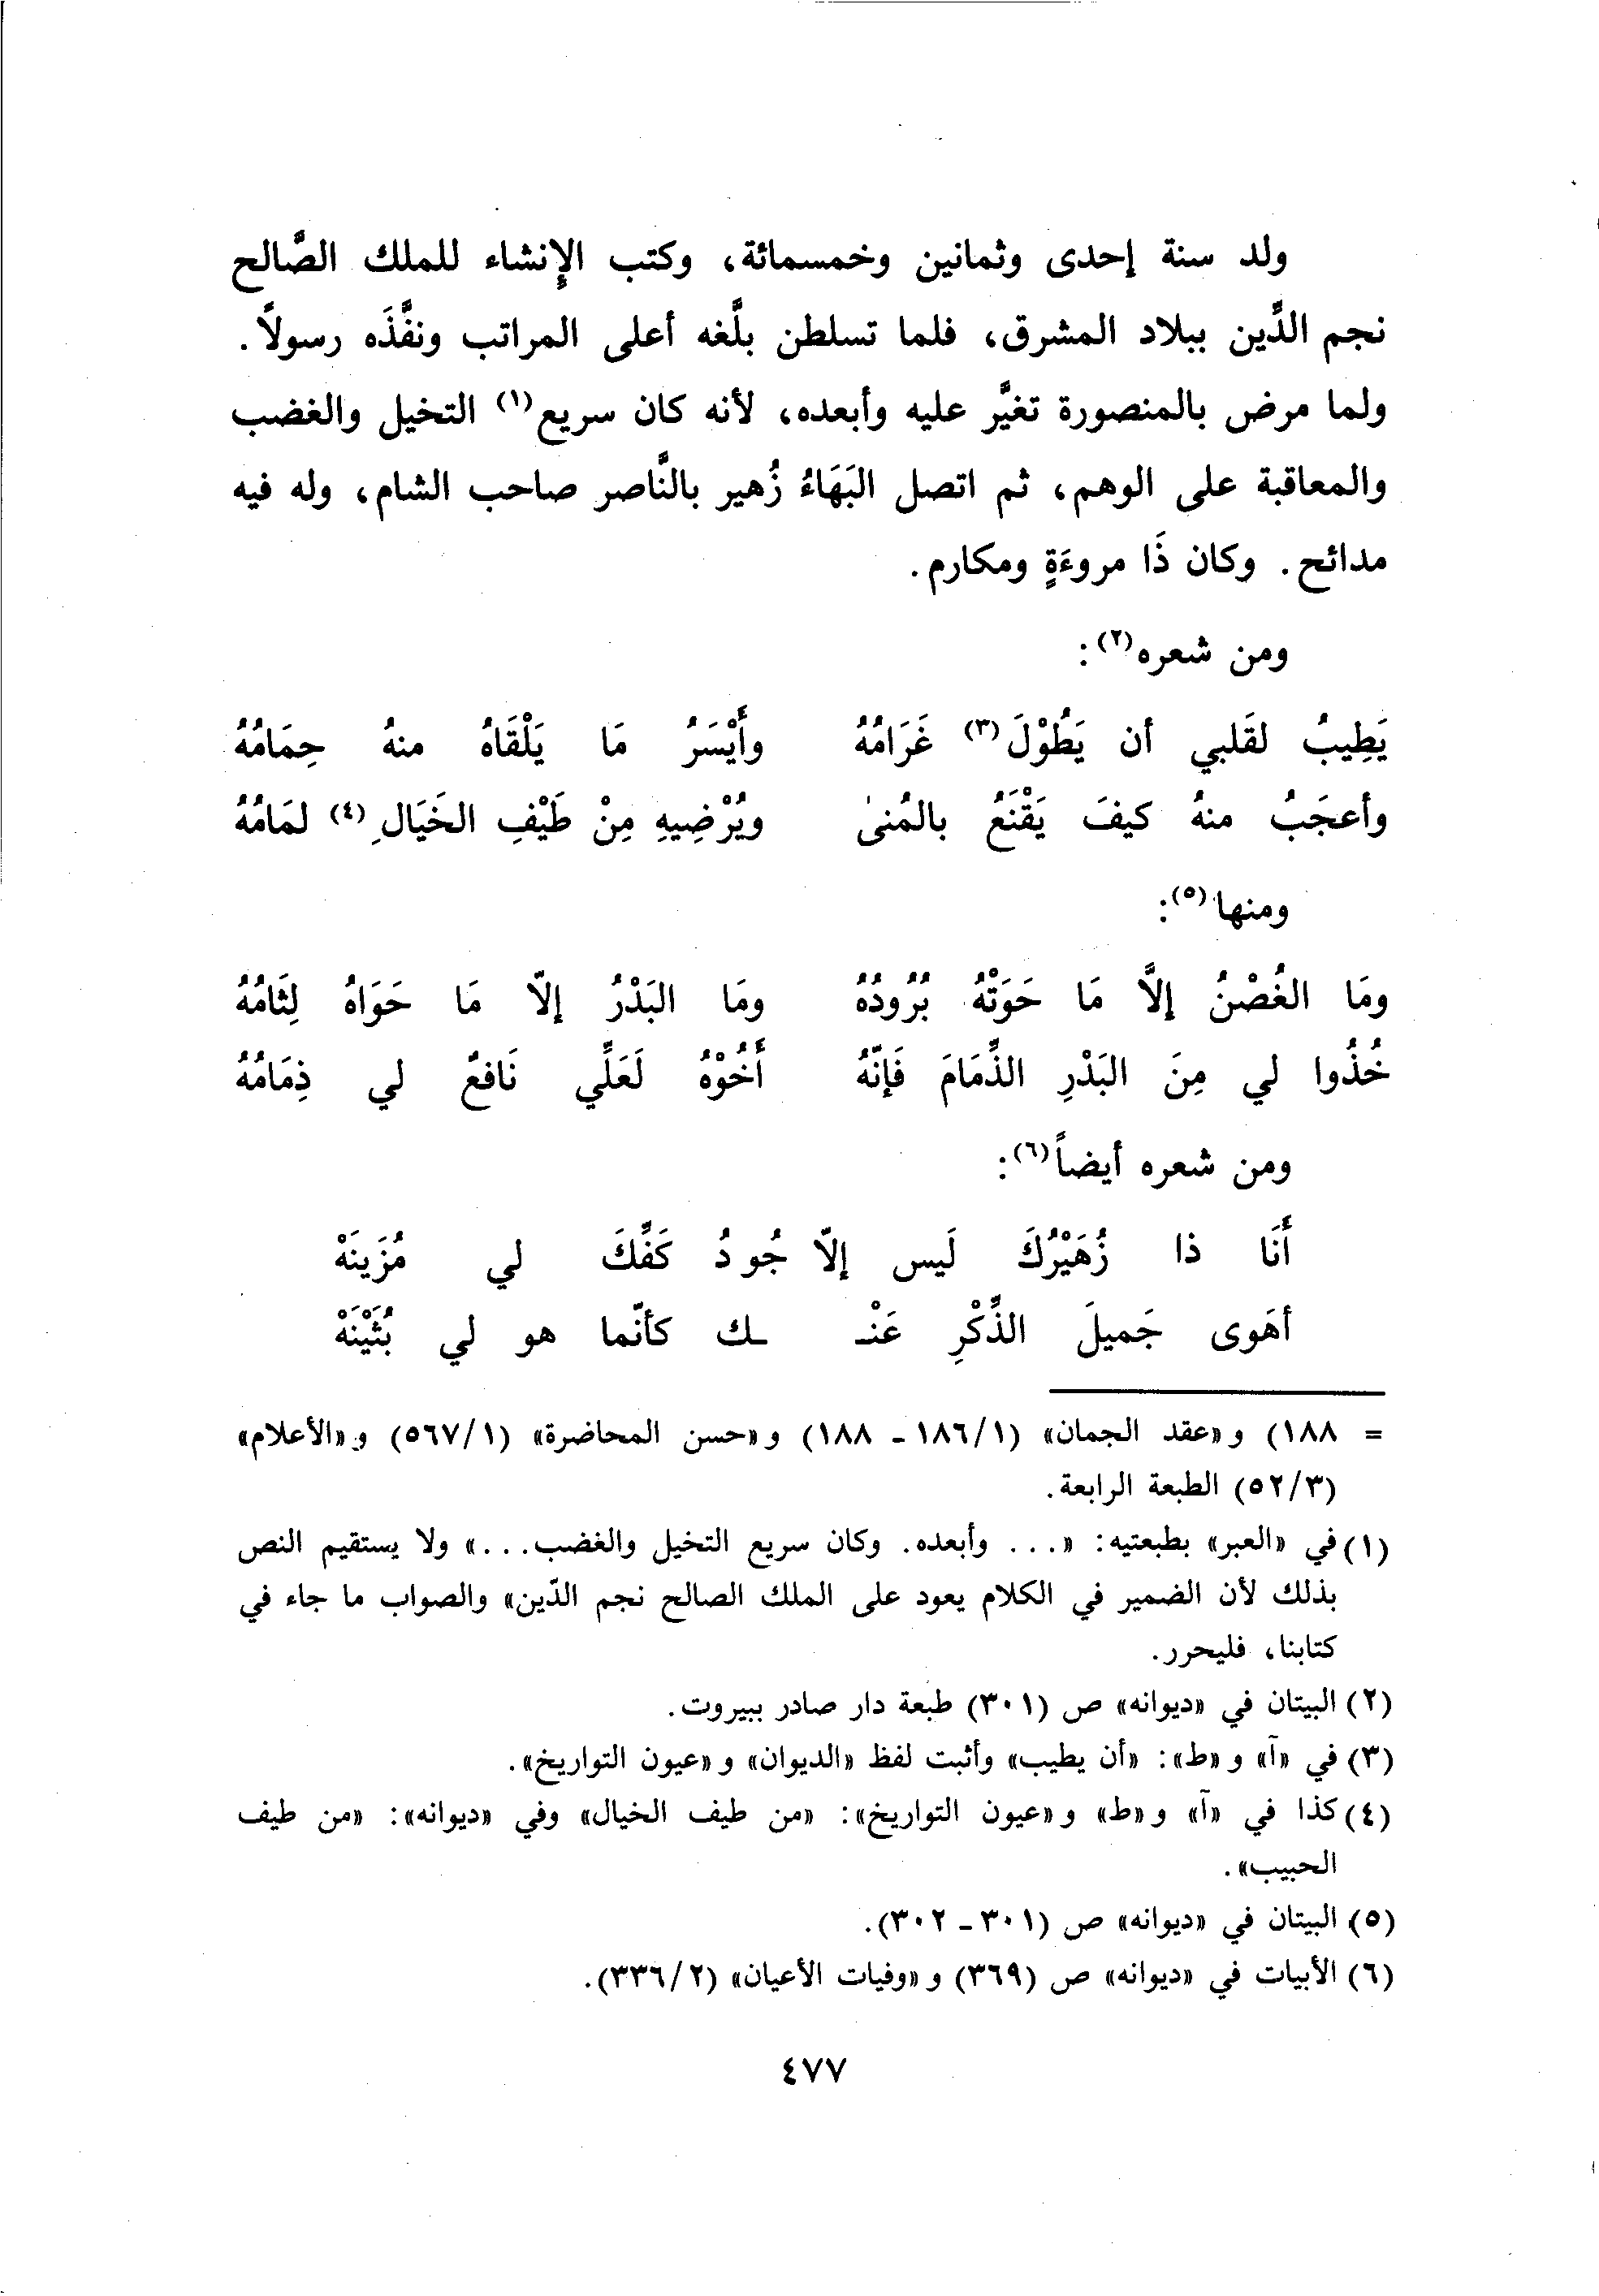 ولد سنة إحدى وثمانين وخمسمائة، وكتب الإِنشاء للملك الصَّالح
نجم الدِّين ببلاد المشرق، فلما تسلطن بلَّغه أعلى المراتب ونفَّذَه رسولاً.
ولما مرض بالمنصورة تغيَّر عليه وأبعده، لأنه كان سريع(١) التخيل والغضب
والمعاقبة على الوهم، ثم اتصل البَهَاءُ زُهير بالنَّاصر صاحب الشام، وله فيه
مدائح. وكان ذَا مروءَةٍ ومكارم.
ومن شعره(٢):
يَطِيبُ لقَلبي أن يَطُوْلَ(٣) غَرَامُهُ وأَيْسَرُ مَا يَلْقَاهُ منهُ حِمَامُهُ
وأعجَبُ منهُ كيفَ يَقْنَعُ بالمُنىٰ ويُرْضِيهِ مِنْ طَيْفِ الخَيَالِ(٤) لمَامُهُ
ومنها(٥):
ومَا الغُصْنُ إلاَّ مَا حَوَتْهُ بُرُودُهُ ومَا البَدْرُ إلاّ مَا حَوَاهُ لِثَامُهُ
خُذُوا لي مِنَ البَدْرِ الذِّمَامَ فَإنّهُ أَخُوْهُ لَعَلِّي نَافعٌ لي ذِمَامُهُ
ومن شعره أيضاً(٦):
أَنَا ذا زُهَيْرُكَ لَيس إلاّ جُودُ كَفِّكَ لي مُزَينَهْ
أهَوى جَميلَ الذِّكْرِ عَنْـ ـك كأنّما هو لي بُثَيْنَهْ
= ١٨٨) و«عقد الجمان» (١/١٨٦ - ١٨٨) و«حسن المحاضرة» (١/٥٦٧) و«الأعلام»
(٣/٥٢) الطبعة الرابعة.
(١) في «العبر» بطبعتيه: «... وأبعده. وكان سريع التخيل والغضب...» ولا يستقيم النص
بذلك لأن الضمير في الكلام يعود على الملك الصالح نجم الدّين» والصواب ما جاء في
كتابنا، فليحرر.
(٢) البيتان في «ديوانه» ص (٣٠١) طبعة دار صادر ببيروت.
(٣) في «آ» و«ط»: «أن يطيب» وأثبت لفظ «الديوان» و«عيون التواريخ».
(٤) كذا في «آ» و«ط» و«عيون التواريخ»: «من طيف الخيال» وفي «ديوانه»: «من طيف
الحبيب».
(٥) البيتان في «ديوانه» ص (٣٠١ - ٣٠٢).
(٦) الأبيات في «ديوانه» ص (٣٦٩) و«وفيات الأعيان» (٢/٣٣٦).
٤٧٧